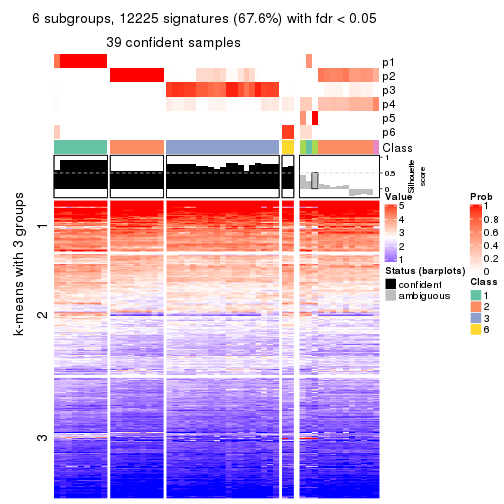 6 subgroups, 12225 signatures (67.6%) with fdr < 0.05
39 confident samples
p1
p2
p3
p4
p5
p6
Class
1
0.5
0
Silhouette
score
k-means with 3 groups
1
2
3
Value
5
4
3
2
1
Status (barplots)
confident
ambiguous
Prob
1
0.8
0.6
0.4
0.2
0
Class
1
2
3
6